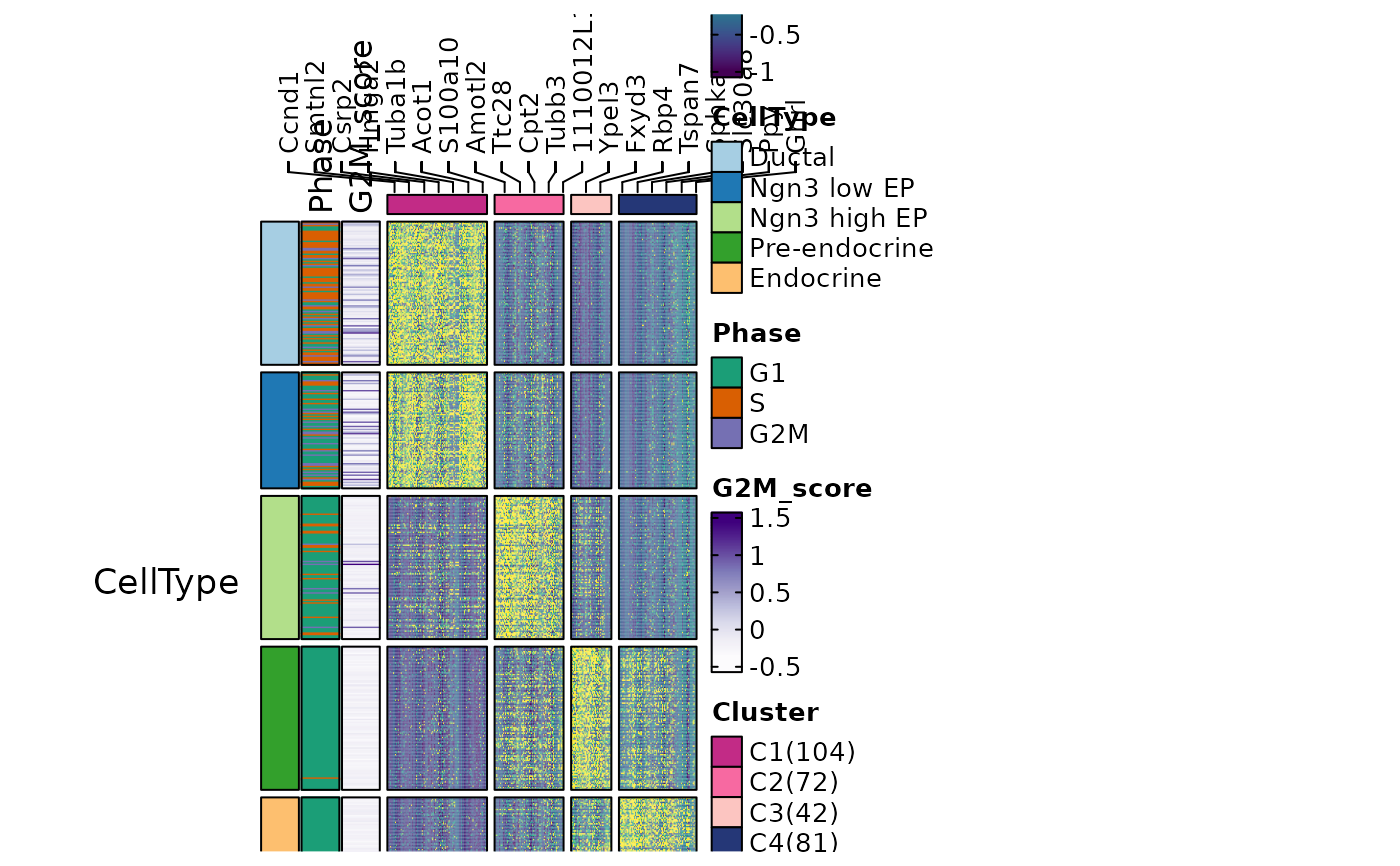 Ccnd1
Smtnl2
Csrp2
Hmga2
Tuba1b
Acot1
S100a10
Amotl2
Ttc28
Cpt2
Tubb3
Ypel3
Fxyd3
Rbp4
Tspan7
Phase
G2M_score
CellType
-0.5
-1
CellType
Ductal
Ngn3 low EP
Ngn3 high EP
Pre-endocrine
Endocrine
Phase
G1
S
G2M
G2M_score
1.5
1
0.5
0
-0.5
Cluster
C1(104)
C2(72)
C3(42)
C4(81)